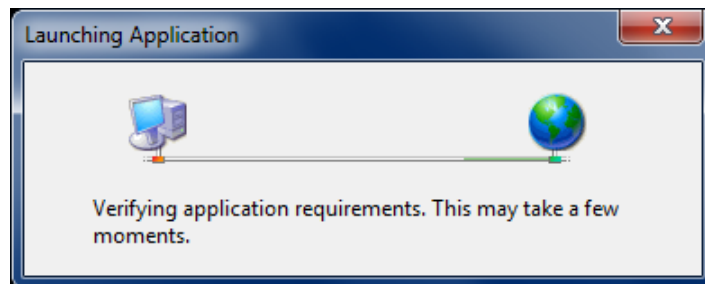 Launching Application
Verifying application requirements. This may take a few
moments.